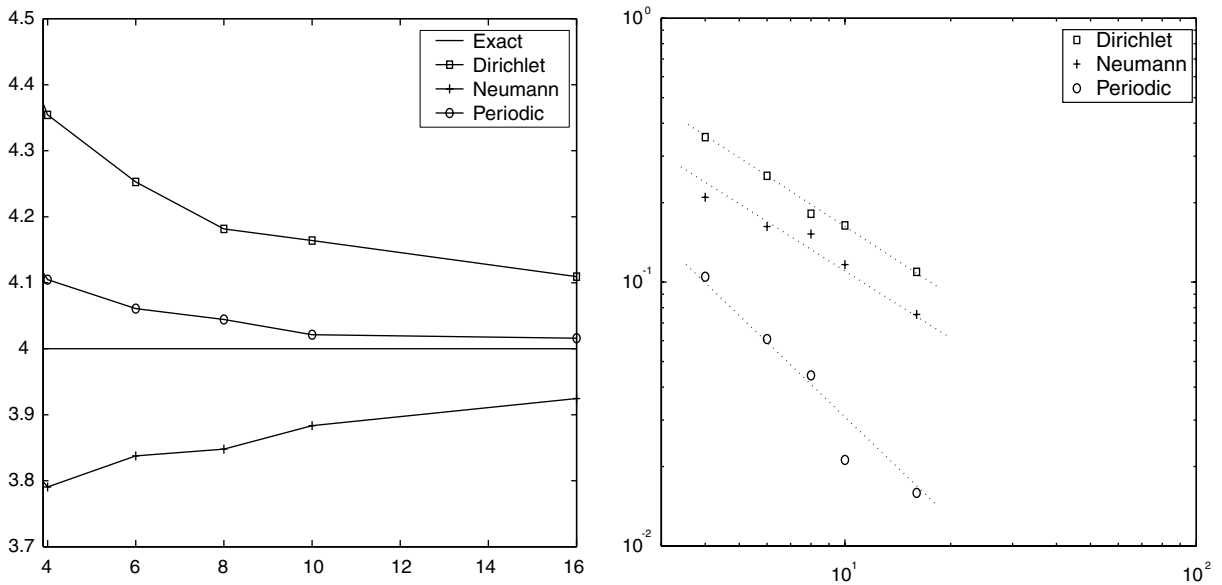 4.5
4.4
4.3
4.2
4.1
4
3.9
3.8
3.7
4 6 8 10 12 14 16
Exact
Dirichlet
Neumann
Periodic
10^0
10^-1
10^-2
10^1 10^2
Dirichlet
Neumann
Periodic